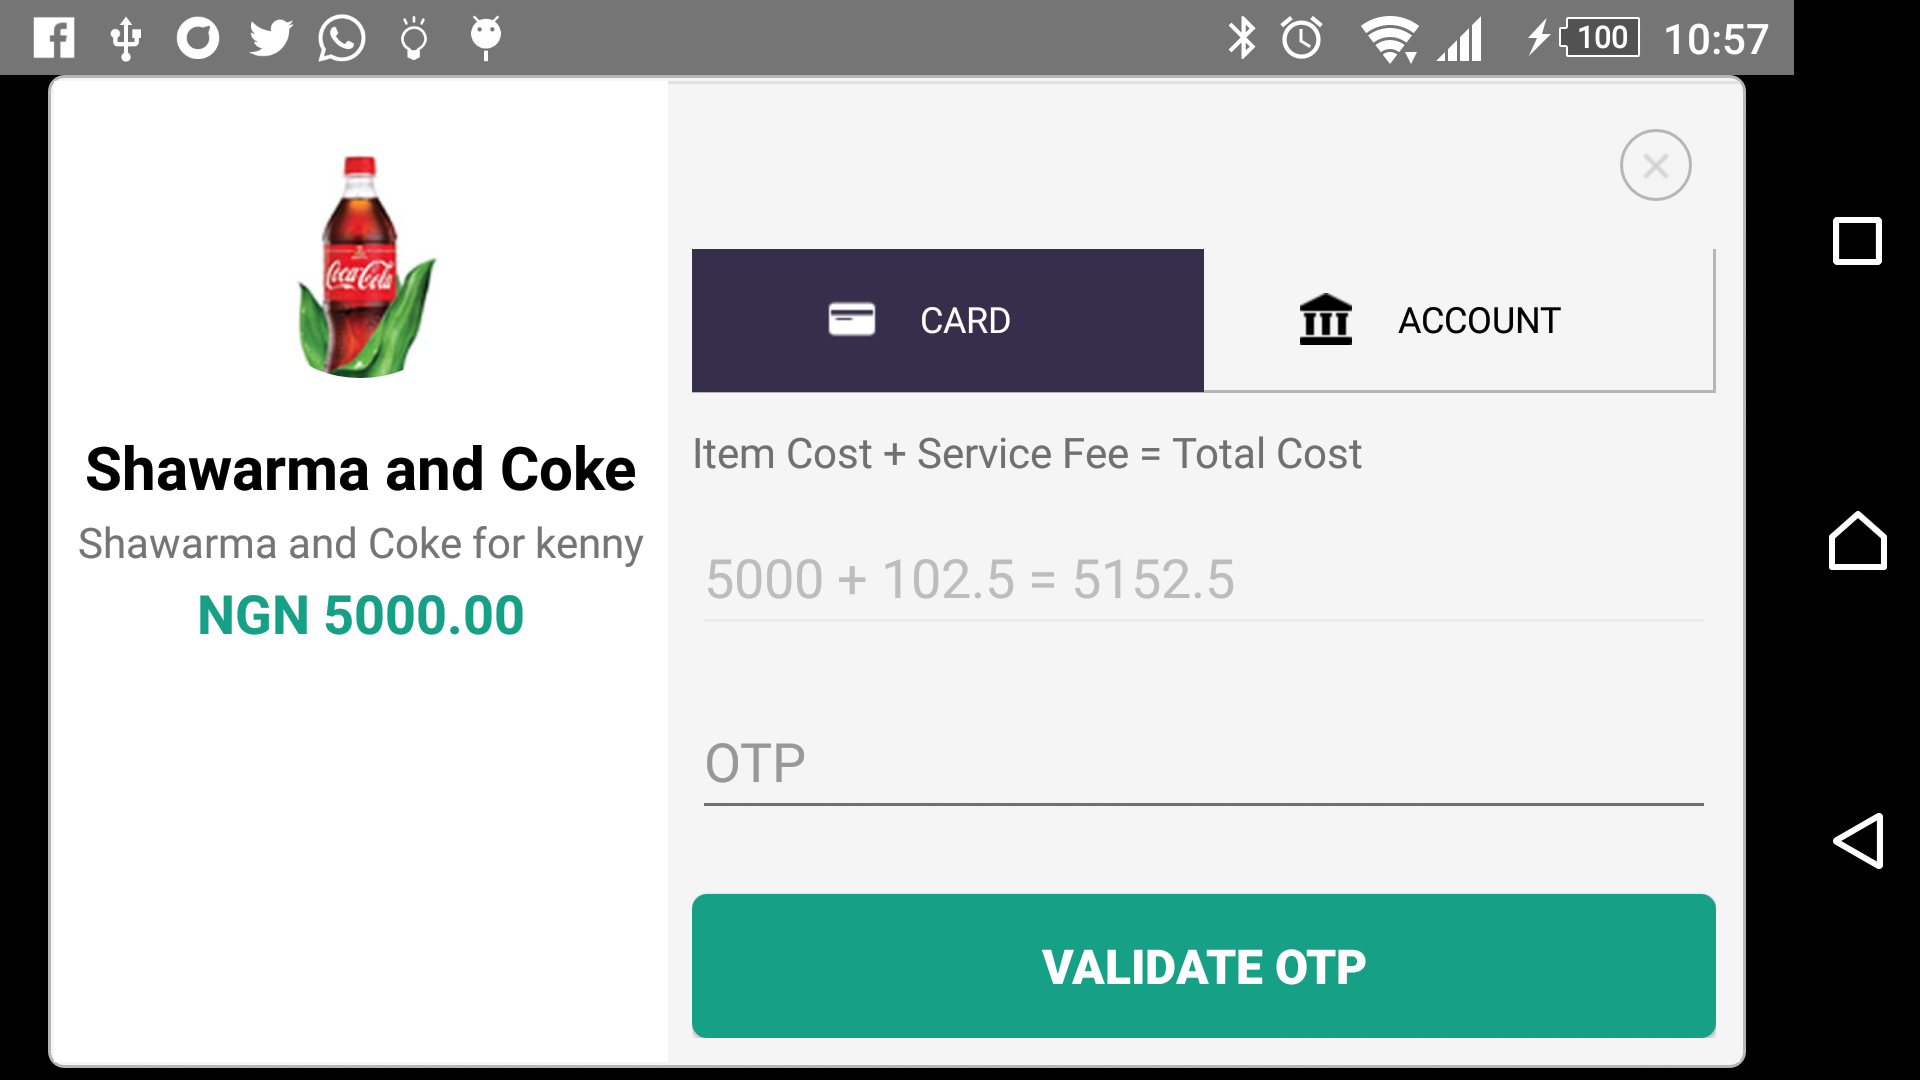 100 10:57
Coca-Cola
Shawarma and Coke
Shawarma and Coke for kenny
NGN 5000.00
CARD ACCOUNT
Item Cost + Service Fee = Total Cost
5000 + 102.5 = 5152.5
OTP
VALIDATE OTP